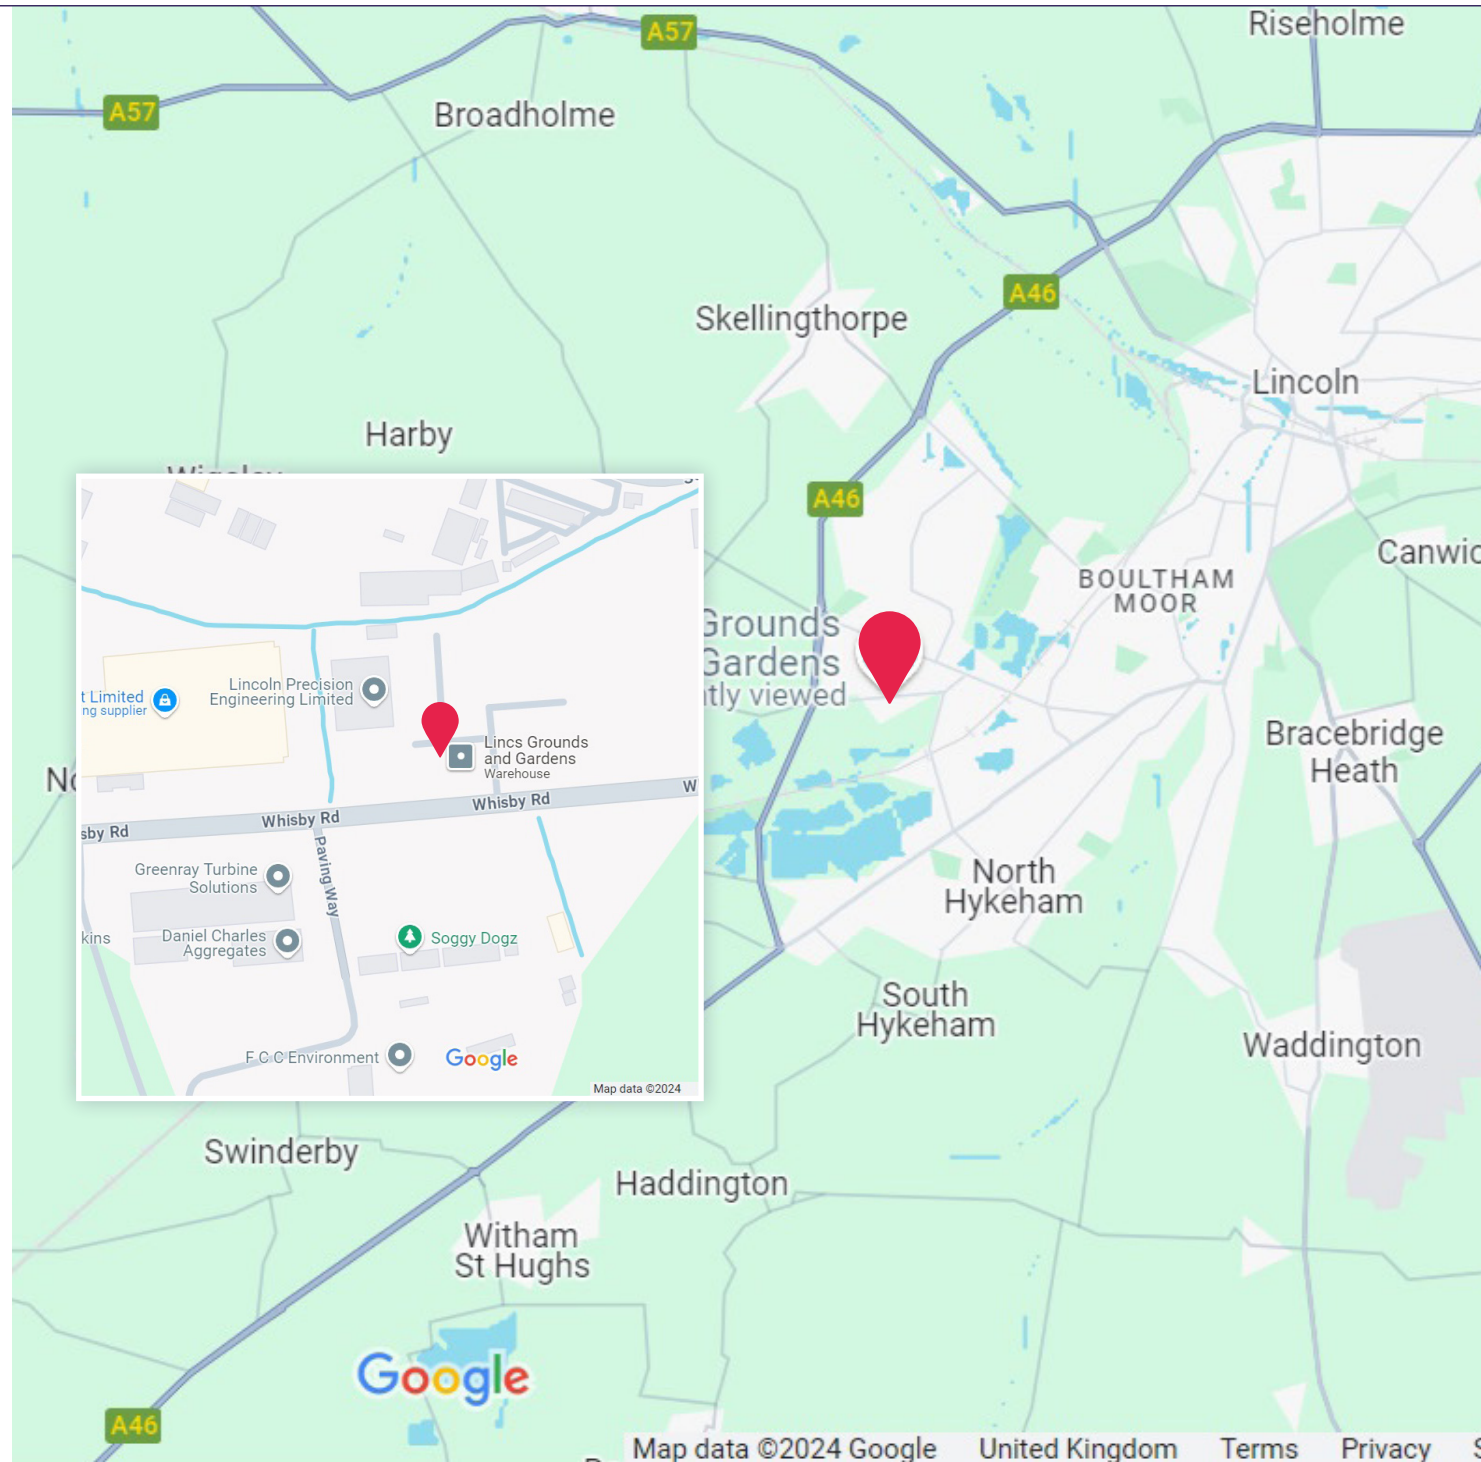 Riseholme
A57
A57
Broadholme
A46
Skellingthorpe
Lincoln
Harby
Wigsley
A46
Canwic
BOULTHAM
MOOR
Grounds
Gardens
tly viewed
Lincoln Precision
Engineering Limited
t Limited
ng supplier
Lincs Grounds
and Gardens
Warehouse
Bracebridge
Heath
No
W
Whisby Rd
Whisby Rd
sby Rd
Paving Way
Greenray Turbine
Solutions
North
Hykeham
kins
Daniel Charles
Aggregates
Soggy Dogz
South
Hykeham
Waddington
F C C Environment
Google
Map data ©2024
Swinderby
Haddington
Witham
St Hughs
Google
A46
Map data ©2024 Google United Kingdom Terms Privacy